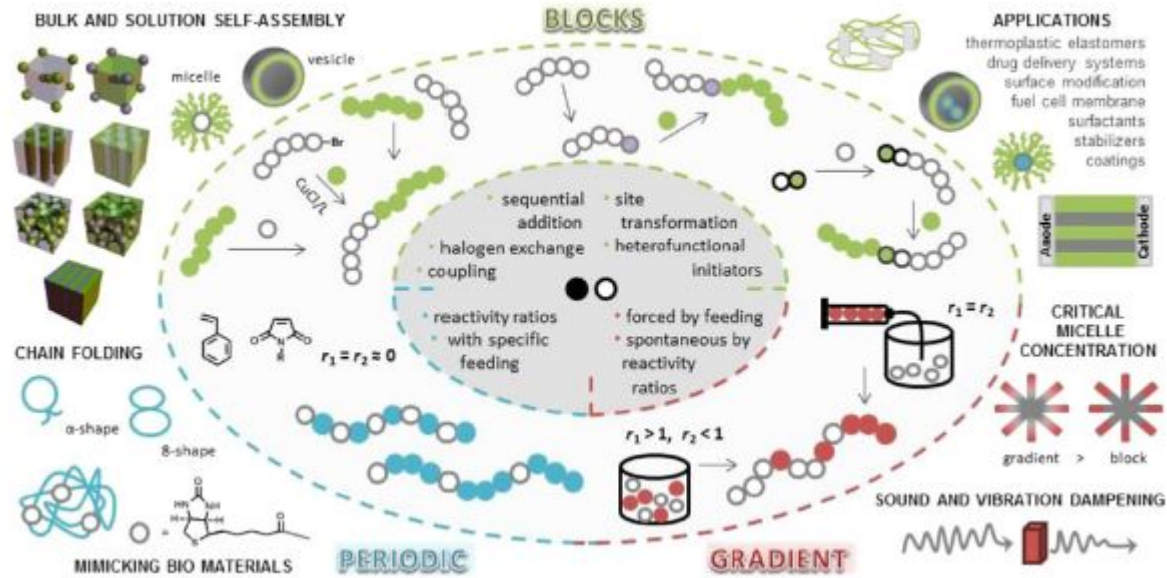 BULK AND SOLUTION SELF-ASSEMBLY
micelle
vesicle
BLOCKS
APPLICATIONS
thermoplastic elastomers
drug delivery systems
surface modification
fuel cell membrane
surfactants
stabilizers
coatings
Br
CuCl/L
• sequential
addition
• halogen exchange
• coupling
• site
transformation
• heterofunctional
initiators
Anode
Cathode
• reactivity ratios
• with specific
feeding
• forced by feeding
• spontaneous by
reactivity
ratios
r₁ = r₂ ≈ 0
O
N
O
r₁ = r₂
r₁ > 1, r₂ < 1
CHAIN FOLDING
α-shape
8-shape
=
O
HN
NH
H
H
S
O
MIMICKING BIO MATERIALS
PERIODIC
GRADIENT
CRITICAL
MICELLE
CONCENTRATION
gradient > block
SOUND AND VIBRATION DAMPENING